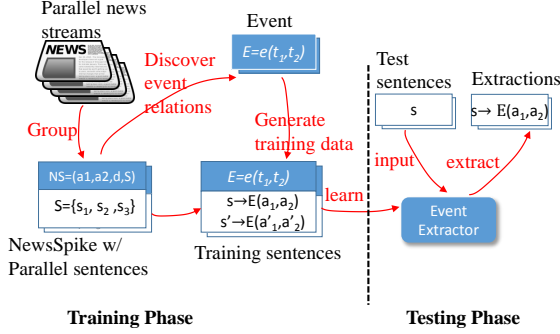 Parallel news
streams
NEWS
Group
Discover
event
relations
Event
E=e(t₁,t₂)
Generate
training data
NS=(a1,a2,d,S)
S={s₁, s₂ ,s₃}
NewsSpike w/
Parallel sentences
E=e(t₁,t₂)
s→E(a₁,a₂)
s'→E(a'₁,a'₂)
Training sentences
learn
Test
sentences
s
Extractions
s→ E(a₁,a₂)
input
extract
Event
Extractor
Training Phase
Testing Phase